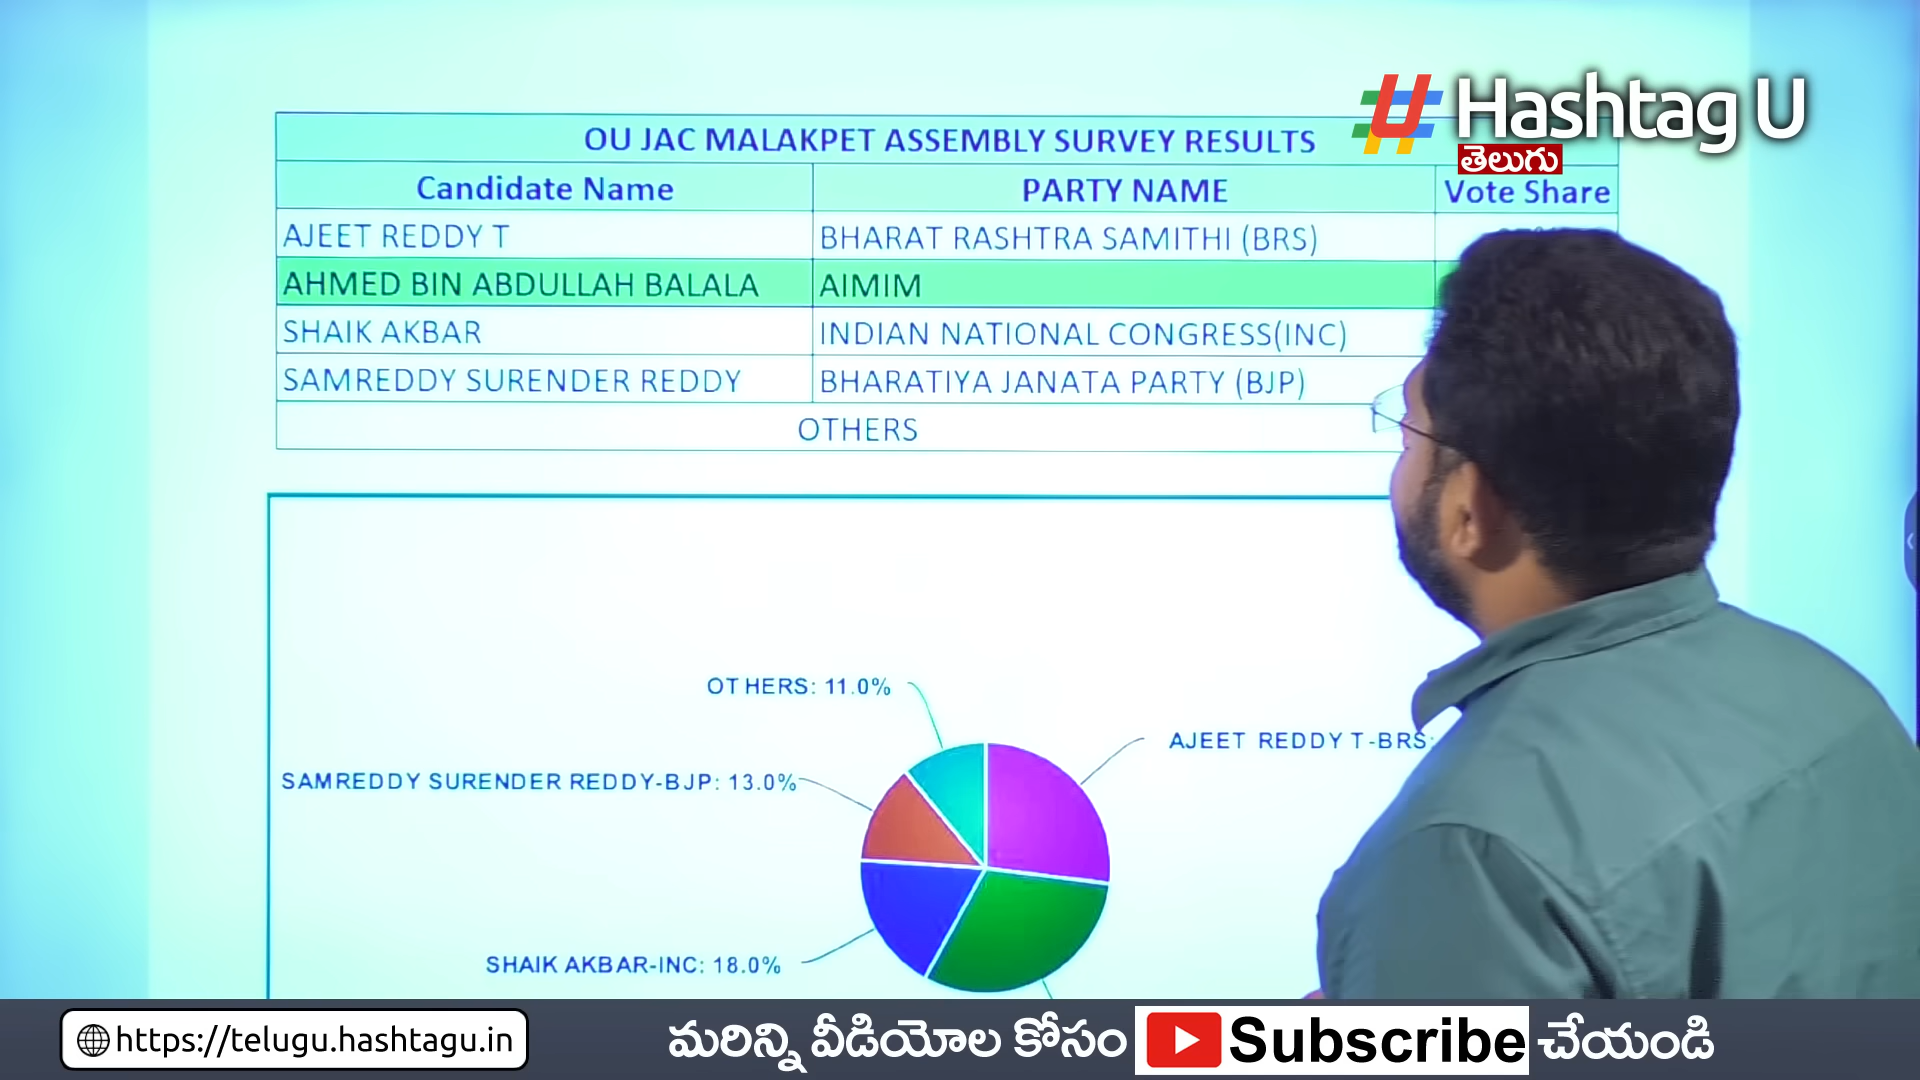 Hashtag U
తెలుగు
OU JAC MALAKPET ASSEMBLY SURVEY RESULTS
Candidate Name PARTY NAME Vote Share
AJEET REDDY T BHARAT RASHTRA SAMITHI (BRS)
AHMED BIN ABDULLAH BALALA AIMIM
SHAIK AKBAR INDIAN NATIONAL CONGRESS(INC)
SAMREDDY SURENDER REDDY BHARATIYA JANATA PARTY (BJP)
OTHERS
OTHERS: 11.0%
AJEET REDDY T-BRS:
SAMREDDY SURENDER REDDY-BJP: 13.0%
SHAIK AKBAR-INC: 18.0%
https://telugu.hashtagu.in మరిన్ని వీడియోల కోసం Subscribe చేయండి